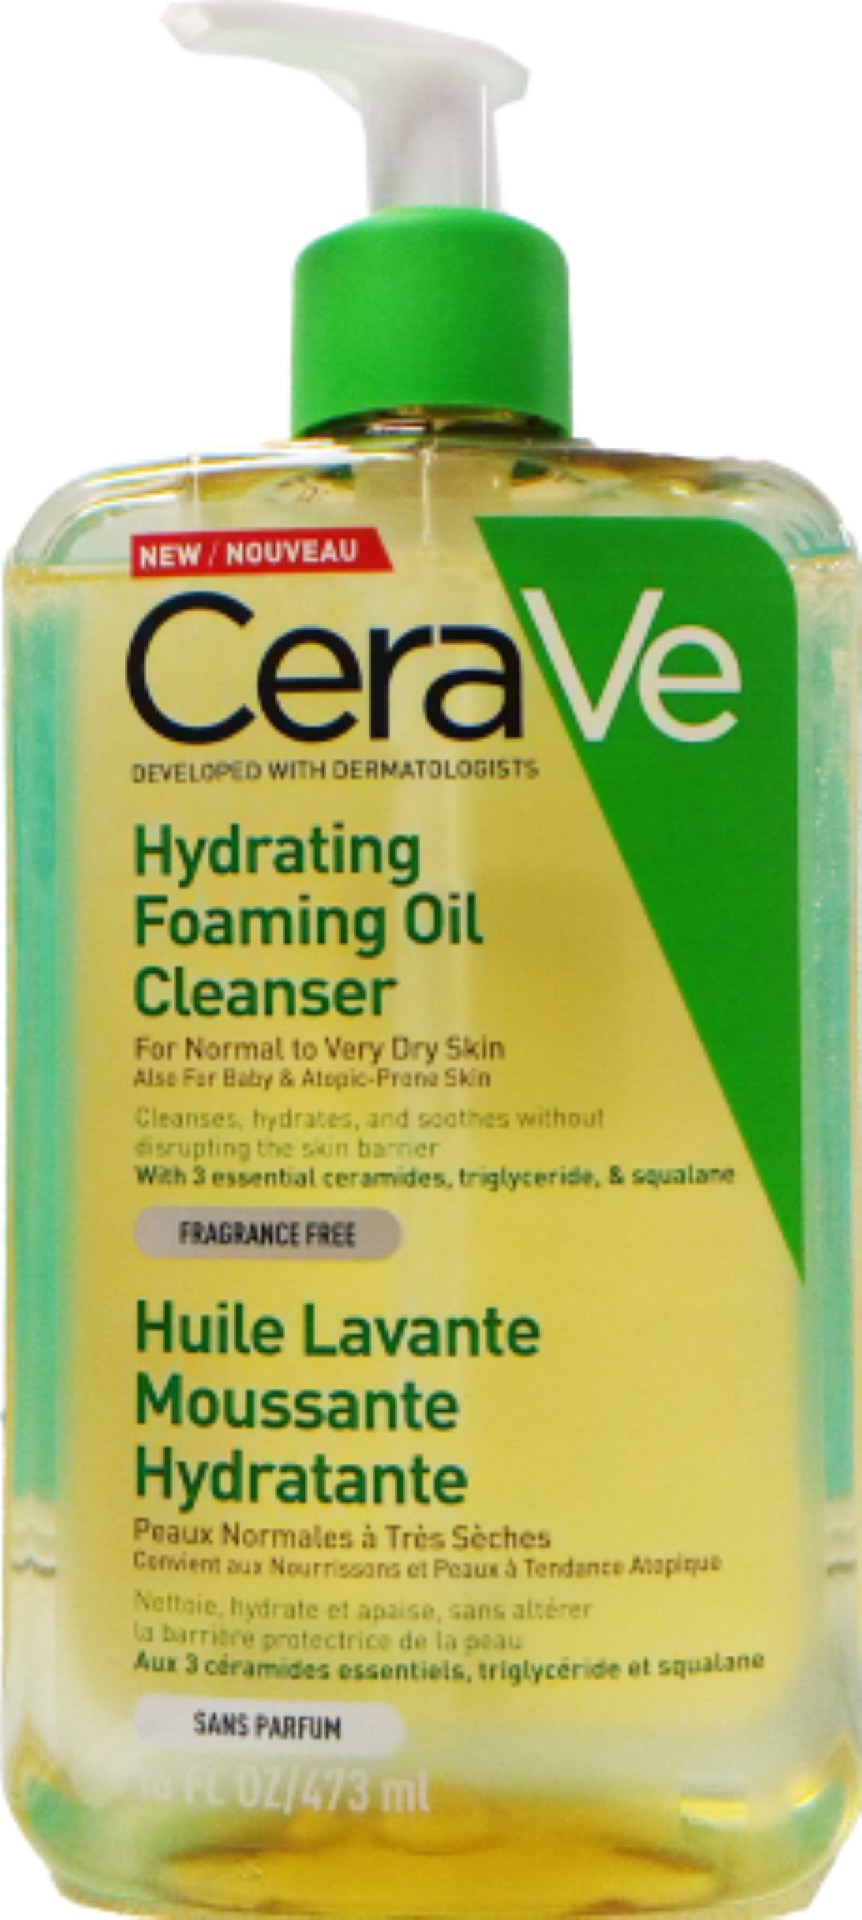 NEW / NOUVEAU
CeraVe
DEVELOPED WITH DERMATOLOGISTS
Hydrating
Foaming Oil
Cleanser
For Normal to Very Dry Skin
Also For Baby & Atopic-Prone Skin
Cleanses, hydrates, and soothes without
disrupting the skin barrier
With 3 essential ceramides, triglyceride, & squalane
FRAGRANCE FREE
Huile Lavante
Moussante
Hydratante
Peaux Normales à Très Sèches
Convient aux Nourrissons et Peaux à Tendance Atopique
Nettoie, hydrate et apaise, sans altérer
la barrière protectrice de la peau
Aux 3 céramides essentiels, triglycéride et squalane
SANS PARFUM
16 FL OZ/473 ml